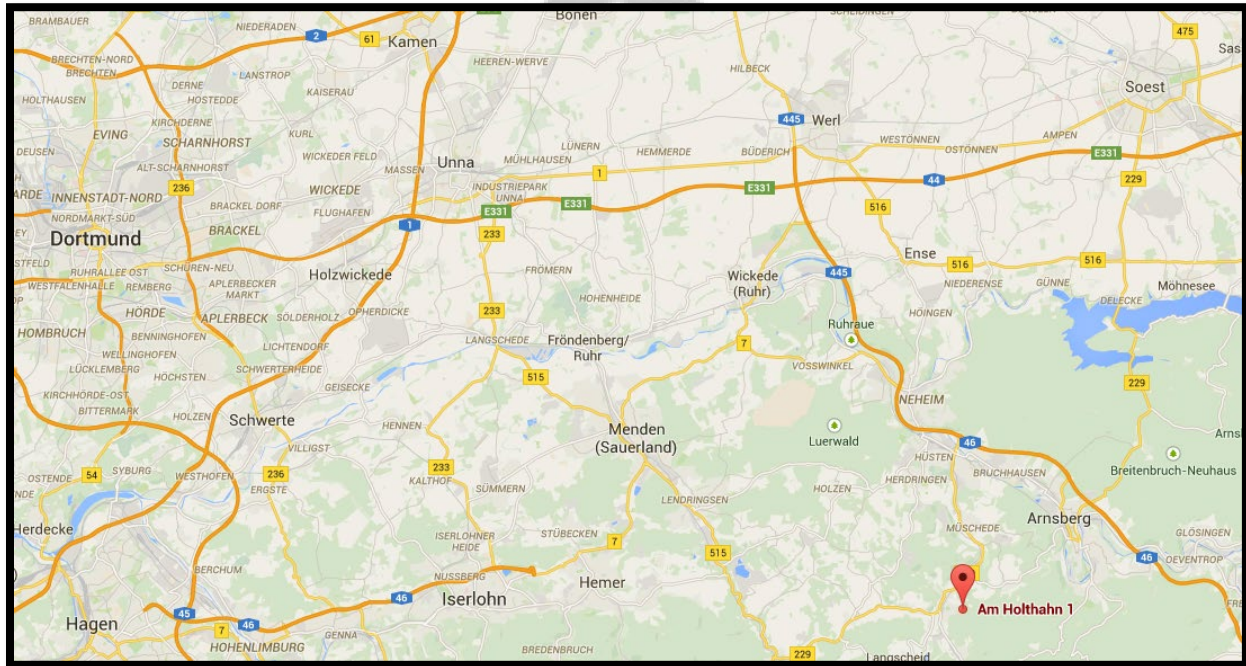 BRAMBAUER
NIEDERADEN
2
61
Kamen
Bönen
HEEREN-WERVE
HILBECK
475
Soest
BRECHTEN-NORD
BRECHTEN
LANSTROP
KAISERAU
DERNE
HOSTEDDE
HOLTHAUSEN
KIRCHDERNE
EVING
SCHARNHORST
KURL
DEUSEN
ALT-SCHARNHORST
WICKEDER FELD
MASSEN
Unna
LÜNERN
MÜHLHAUSEN
HEMMERDE
BÜDERICH
445
Werl
WESTÖNNEN
OSTÖNNEN
AMPEN
E331
236
WICKEDE
INDUSTRIEPARK
UNNA
1
44
229
INNENSTADT-NORD
NORDMARKT-SÜD
BRACKEL DORF
FLUGHAFEN
BRACKEL
E331
E331
E331
516
1
233
Dortmund
SCHÜREN-NEU
RUHRALLEE OST
WESTFALENHALLE
REMBERG
APLERBECKER
MARKT
Holzwickede
FRÖMERN
HOHENHEIDE
Wickede
(Ruhr)
445
Ense
516
516
NIEDERENSE
GÜNNE
Möhnesee
DELECKE
HÖRDE
APLERBECK
SÖLDERHOLZ
OPHERDICKE
233
HÖINGEN
HOMBRUCH
BENNINGHOFEN
WELLINGHOFEN
LICHTENDORF
LANGSCHEDE
Fröndenberg/
Ruhr
7
Ruhraue
VOSSWINKEL
LÜCKLEMBERG
HÖCHSTEN
SCHWERTERHEIDE
GEISECKE
515
229
KIRCHHÖRDE-OST
BITTERMARK
HOLZEN
Schwerte
HENNEN
Menden
(Sauerland)
Luerwald
NEHEIM
46
VILLIGST
HÜSTEN
BRUCHHAUSEN
Breitenbruch-Neuhaus
54
SYBURG
WESTHOFEN
236
ERGSTE
233
KALTHOF
SÜMMERN
LENDRINGSEN
HOLZEN
HERDRINGEN
OSTENDE
Herdecke
ISERLOHNER
HEIDE
STÜBECKEN
7
515
MÜSCHEDE
Arnsberg
GLÖSINGEN
OEVENTROP
46
BERCHUM
NUSSBERG
Hemer
46
Iserlohn
Am Holthahn 1
Hagen
45
7
46
HOHENLIMBURG
GENNA
BREDENBRUCH
229
Langscheid